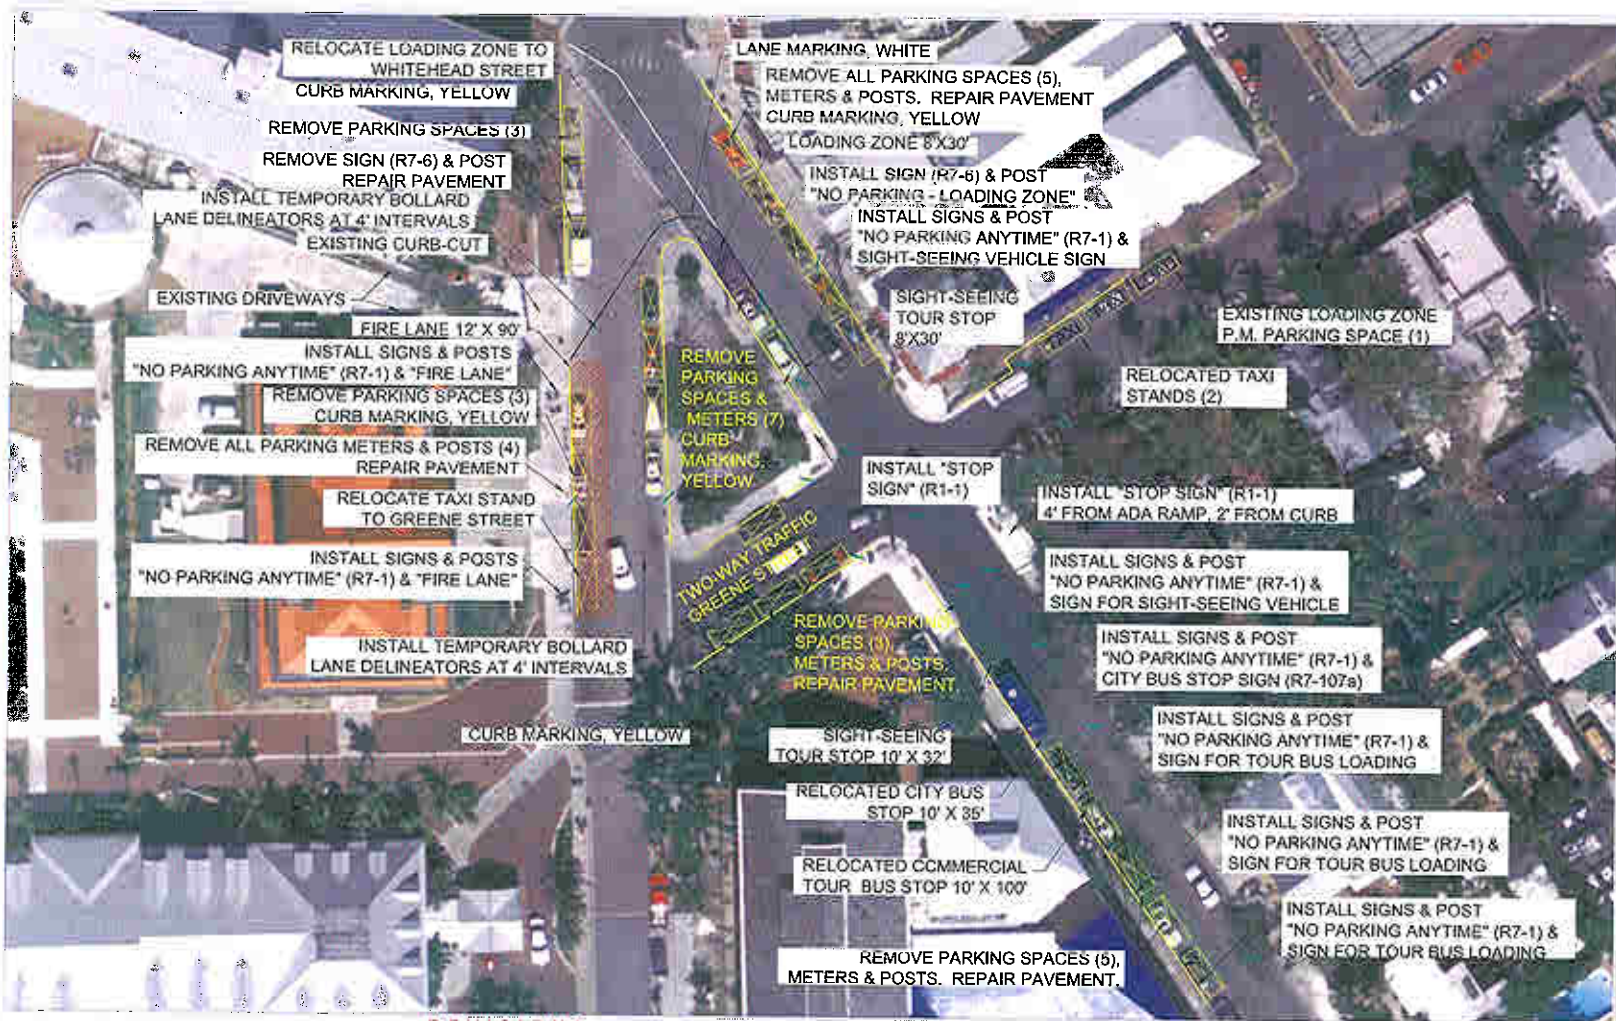 RELOCATE LOADING ZONE TO
WHITEHEAD STREET
CURB MARKING, YELLOW
REMOVE PARKING SPACES (3)
REMOVE SIGN (R7-6) & POST
REPAIR PAVEMENT
INSTALL TEMPORARY BOLLARD
LANE DELINEATORS AT 4' INTERVALS
EXISTING CURB-CUT
EXISTING DRIVEWAYS
FIRE LANE 12' X 90'
INSTALL SIGNS & POSTS
"NO PARKING ANYTIME" (R7-1) & "FIRE LANE"
REMOVE PARKING SPACES (3)
CURB MARKING, YELLOW
REMOVE ALL PARKING METERS & POSTS (4)
REPAIR PAVEMENT
RELOCATE TAXI STAND
TO GREENE STREET
INSTALL SIGNS & POSTS
"NO PARKING ANYTIME" (R7-1) & "FIRE LANE"
INSTALL TEMPORARY BOLLARD
LANE DELINEATORS AT 4' INTERVALS
CURB MARKING, YELLOW
LANE MARKING, WHITE
REMOVE ALL PARKING SPACES (5),
METERS & POSTS. REPAIR PAVEMENT
CURB MARKING, YELLOW
LOADING ZONE 8'X30'
INSTALL SIGN (R7-6) & POST
"NO PARKING - LOADING ZONE"
INSTALL SIGNS & POST
"NO PARKING ANYTIME" (R7-1) &
SIGHT-SEEING VEHICLE SIGN
SIGHT-SEEING
TOUR STOP
8'X30'
TAXI
TAXI
LOAD
EXISTING LOADING ZONE
P.M. PARKING SPACE (1)
RELOCATED TAXI
STANDS (2)
REMOVE
PARKING
SPACES &
METERS (7)
CURB
MARKING,
YELLOW
TWO-WAY TRAFFIC
GREENE STREET
INSTALL "STOP
SIGN" (R1-1)
INSTALL "STOP SIGN" (R1-1)
4' FROM ADA RAMP, 2' FROM CURB
INSTALL SIGNS & POST
"NO PARKING ANYTIME" (R7-1) &
SIGN FOR SIGHT-SEEING VEHICLE
REMOVE PARKING
SPACES (3),
METERS & POSTS.
REPAIR PAVEMENT.
INSTALL SIGNS & POST
"NO PARKING ANYTIME" (R7-1) &
CITY BUS STOP SIGN (R7-107a)
INSTALL SIGNS & POST
"NO PARKING ANYTIME" (R7-1) &
SIGN FOR TOUR BUS LOADING
SIGHT-SEEING
TOUR STOP 10' X 32'
RELOCATED CITY BUS
STOP 10' X 35'
INSTALL SIGNS & POST
"NO PARKING ANYTIME" (R7-1) &
SIGN FOR TOUR BUS LOADING
RELOCATED COMMERCIAL
TOUR BUS STOP 10' X 100'
INSTALL SIGNS & POST
"NO PARKING ANYTIME" (R7-1) &
SIGN FOR TOUR BUS LOADING
REMOVE PARKING SPACES (5),
METERS & POSTS. REPAIR PAVEMENT.